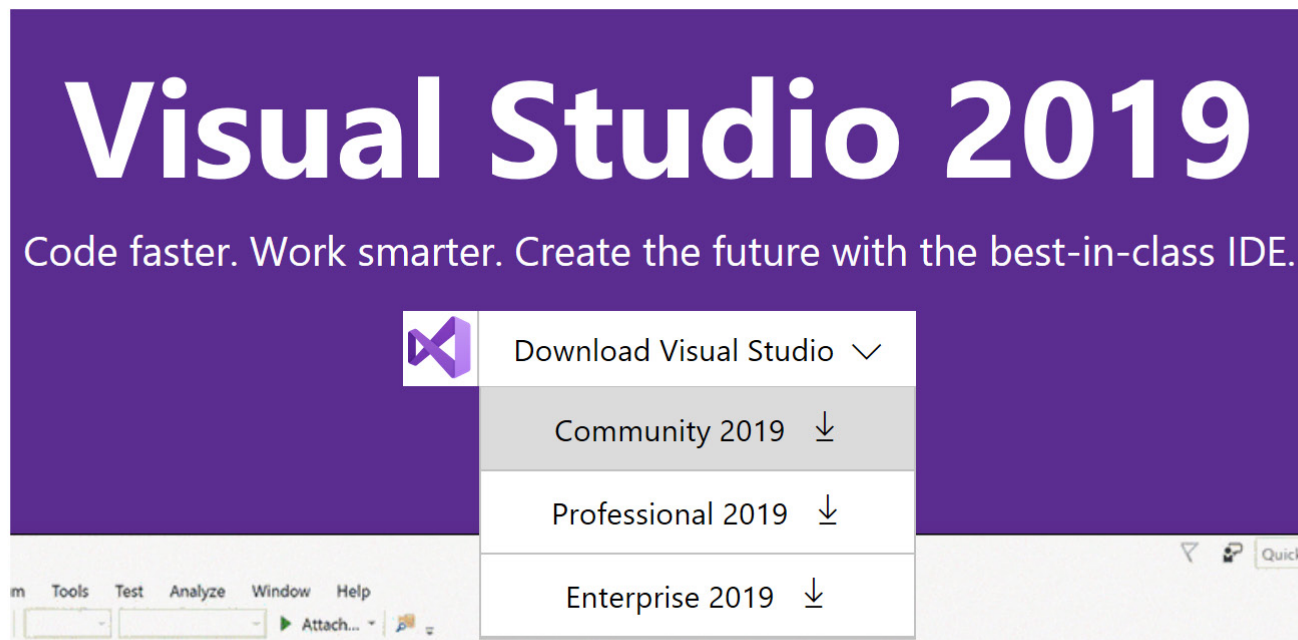 Visual Studio 2019
Code faster. Work smarter. Create the future with the best-in-class IDE.
Download Visual Studio
Community 2019
Professional 2019
Enterprise 2019
Tools Test Analyze Window Help
Attach...